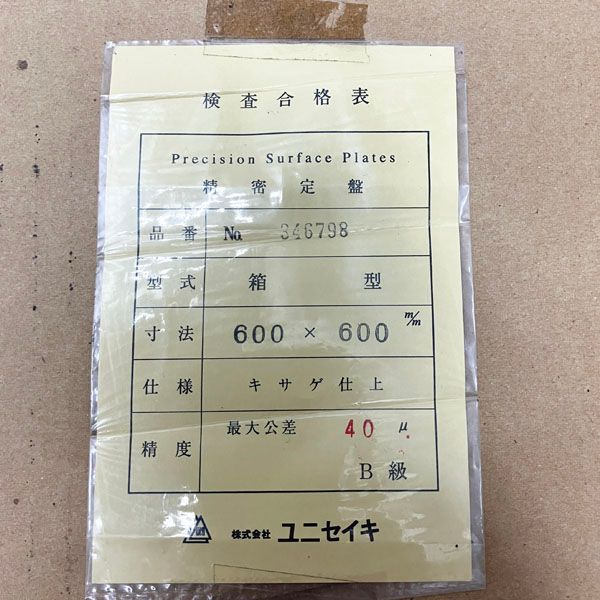 検査合格表
Precision Surface Plates
精密定盤
品番 No. 346798
型式 箱型
寸法 600 × 600 m/m
仕様 キサゲ仕上
精度 最大公差 40 μ
B級
株式会社 ユニセイキ